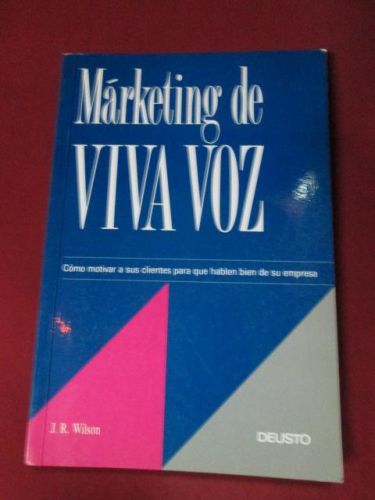 Márketing de
VIVA VOZ
Cómo motivar a sus clientes para que hablen bien de su empresa
J. R. Wilson
DEUSTO